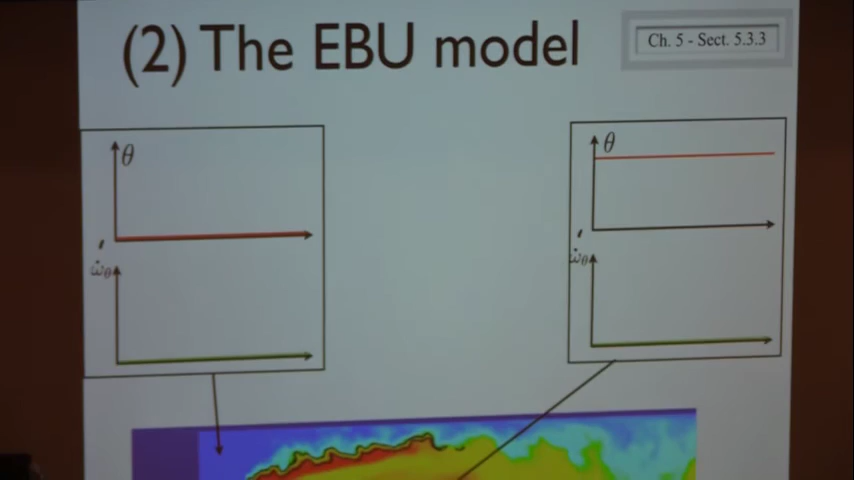 (2) The EBU model
Ch. 5 - Sect. 5.3.3
θ
θ
ω̇θ
ω̇θ